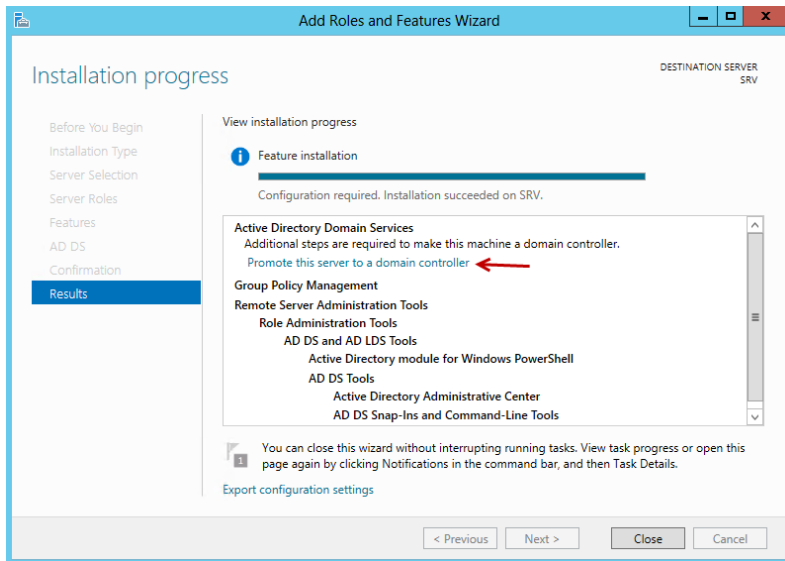 Add Roles and Features Wizard
Installation progress
DESTINATION SERVER
SRV
Before You Begin
Installation Type
Server Selection
Server Roles
Features
AD DS
Confirmation
Results
View installation progress
Feature installation
Configuration required. Installation succeeded on SRV.
Active Directory Domain Services
Additional steps are required to make this machine a domain controller.
Promote this server to a domain controller
Group Policy Management
Remote Server Administration Tools
Role Administration Tools
AD DS and AD LDS Tools
Active Directory module for Windows PowerShell
AD DS Tools
Active Directory Administrative Center
AD DS Snap-Ins and Command-Line Tools
1
You can close this wizard without interrupting running tasks. View task progress or open this
page again by clicking Notifications in the command bar, and then Task Details.
Export configuration settings
< Previous
Next >
Close
Cancel